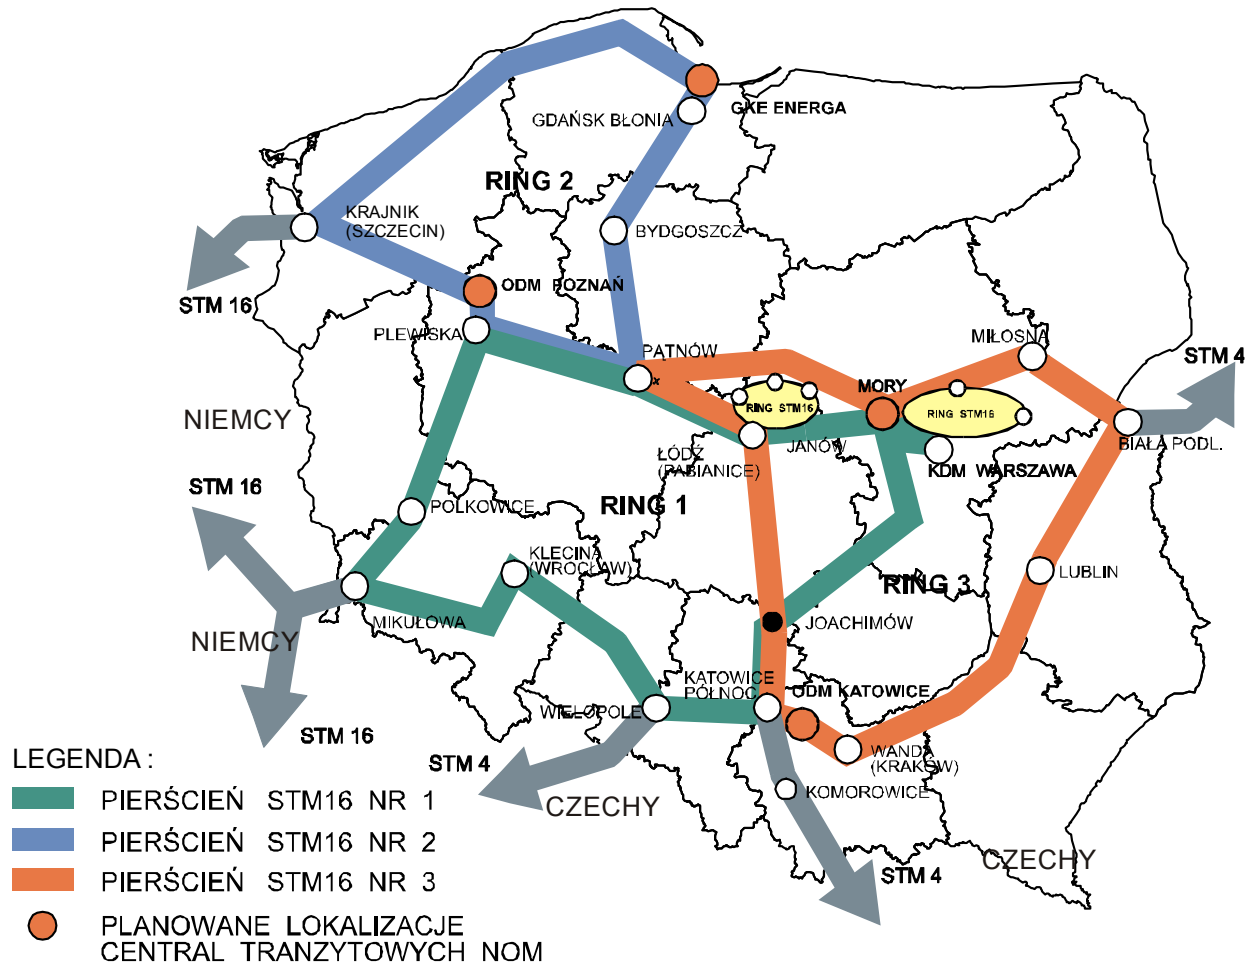 GKE ENERGA
GDAŃSK BŁONIA
RING 2
KRAJNIK
(SZCZECIN)
BYDGOSZCZ
STM 16
ODM POZNAŃ
PLEWISKA
PĄTNÓW
MIŁOSNA
STM 4
MORY
NIEMCY
RING STM16
RING STM16
JANÓW
BIAŁA PODL.
ŁÓDŹ
(PABIANICE)
KDM WARSZAWA
STM 16
POLKOWICE
RING 1
KLECINA
(WROCŁAW)
RING 3
LUBLIN
MIKUŁOWA
JOACHIMÓW
NIEMCY
KATOWICE
PÓŁNOC
ODM KATOWICE
WIELOPOLE
STM 16
WANDA
(KRAKÓW)
STM 4
KOMOROWICE
CZECHY
CZECHY
STM 4
LEGENDA :
PIERŚCIEŃ STM16 NR 1
PIERŚCIEŃ STM16 NR 2
PIERŚCIEŃ STM16 NR 3
PLANOWANE LOKALIZACJE
CENTRAL TRANZYTOWYCH NOM